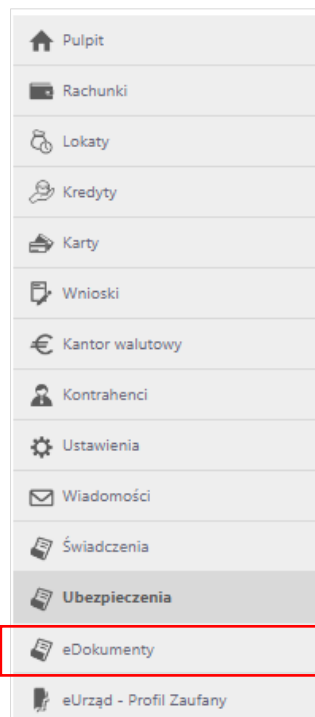 Pulpit
Rachunki
Lokaty
Kredyty
Karty
Wnioski
Kantor walutowy
Kontrahenci
Ustawienia
Wiadomości
Świadczenia
Ubezpieczenia
eDokumenty
eUrząd - Profil Zaufany